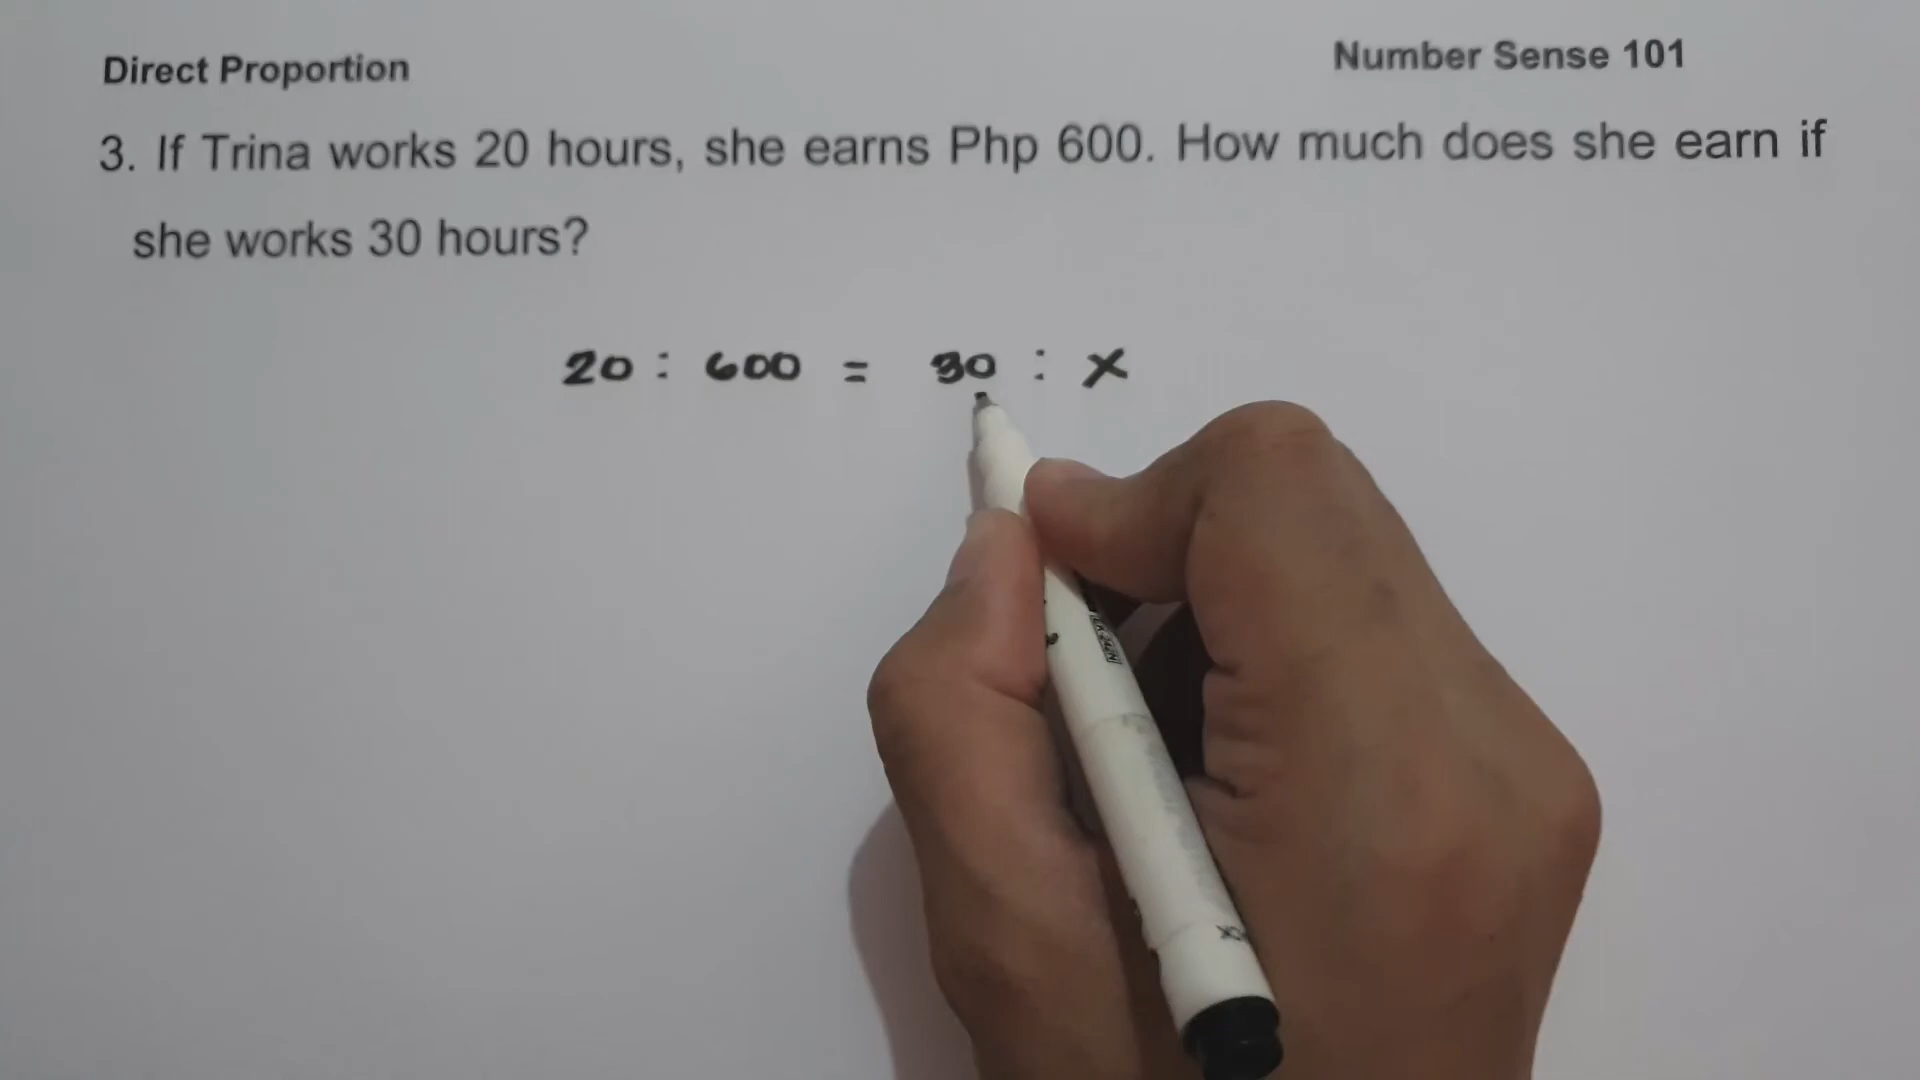 Direct Proportion
Number Sense 101
3. If Trina works 20 hours, she earns Php 600. How much does she earn if
she works 30 hours?
20 : 600 = 30 : X